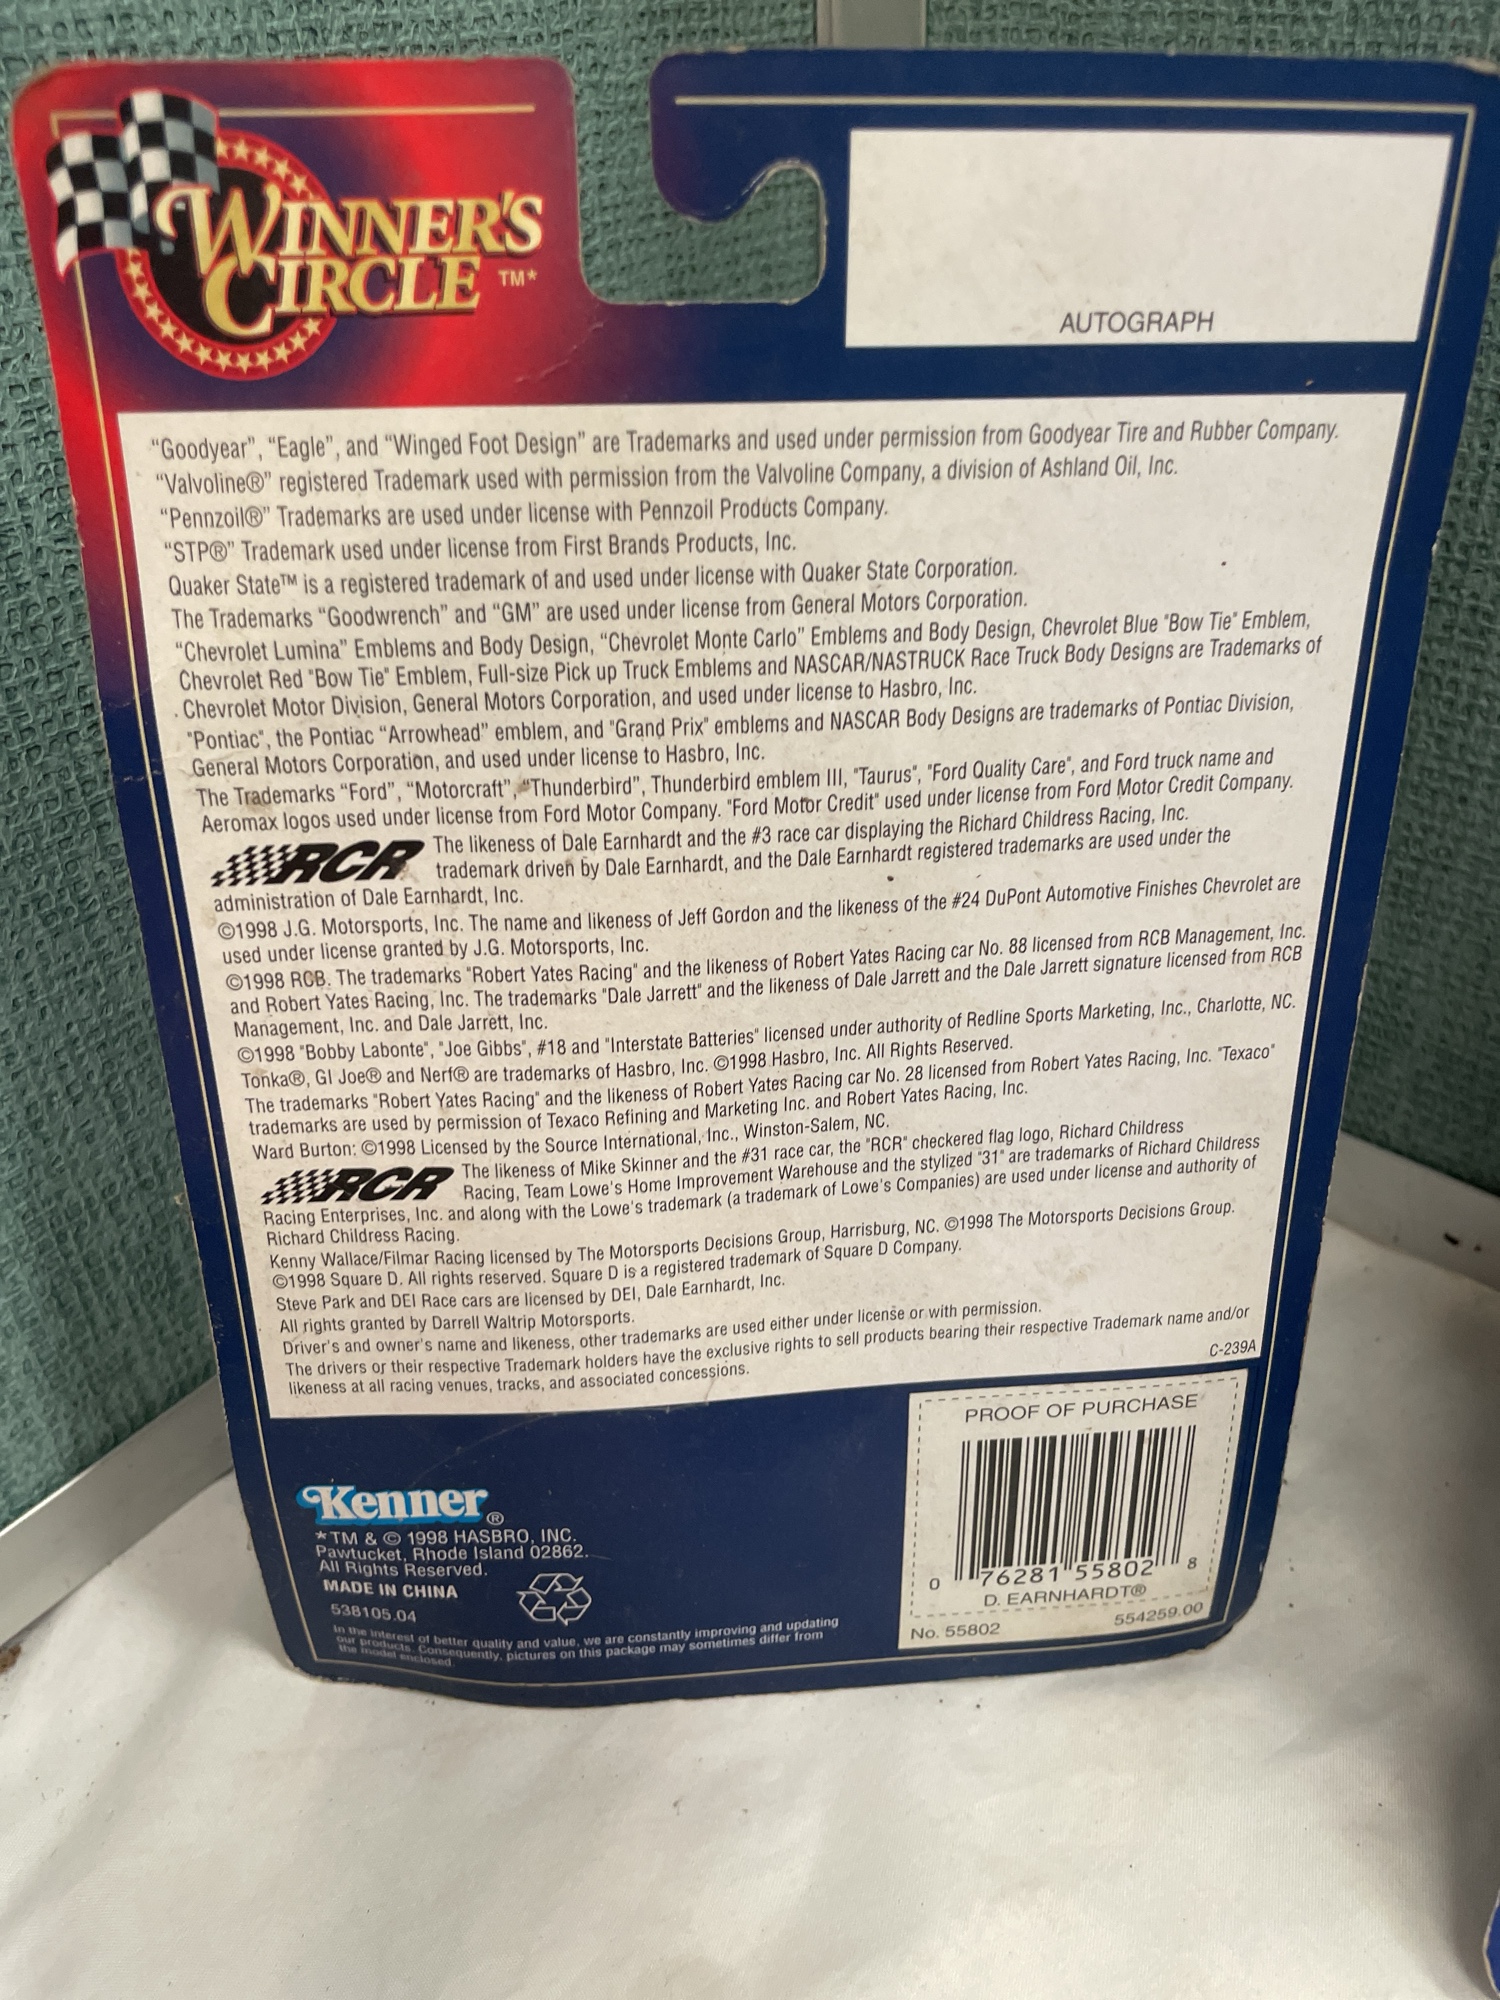 WINNER'S
CIRCLE TM*
AUTOGRAPH
“Goodyear”, “Eagle”, and “Winged Foot Design” are Trademarks and used under permission from Goodyear Tire and Rubber Company.
“Valvoline®” registered Trademark used with permission from the Valvoline Company, a division of Ashland Oil, Inc.
“Pennzoil®” Trademarks are used under license with Pennzoil Products Company.
“STP®” Trademark used under license from First Brands Products, Inc.
Quaker State™ is a registered trademark of and used under license with Quaker State Corporation.
The Trademarks “Goodwrench” and “GM” are used under license from General Motors Corporation.
“Chevrolet Lumina” Emblems and Body Design, “Chevrolet Monte Carlo” Emblems and Body Design, Chevrolet Blue "Bow Tie" Emblem,
Chevrolet Red "Bow Tie" Emblem, Full-size Pick up Truck Emblems and NASCAR/NASTRUCK Race Truck Body Designs are Trademarks of
Chevrolet Motor Division, General Motors Corporation, and used under license to Hasbro, Inc.
"Pontiac", the Pontiac “Arrowhead” emblem, and "Grand Prix" emblems and NASCAR Body Designs are trademarks of Pontiac Division,
General Motors Corporation, and used under license to Hasbro, Inc.
The Trademarks “Ford”, “Motorcraft”, “Thunderbird”, Thunderbird emblem III, "Taurus", "Ford Quality Care", and Ford truck name and
Aeromax logos used under license from Ford Motor Company. "Ford Motor Credit" used under license from Ford Motor Credit Company.
RCR The likeness of Dale Earnhardt and the #3 race car displaying the Richard Childress Racing, Inc.
trademark driven by Dale Earnhardt, and the Dale Earnhardt registered trademarks are used under the
administration of Dale Earnhardt, Inc.
©1998 J.G. Motorsports, Inc. The name and likeness of Jeff Gordon and the likeness of the #24 DuPont Automotive Finishes Chevrolet are
used under license granted by J.G. Motorsports, Inc.
©1998 RCB. The trademarks "Robert Yates Racing" and the likeness of Robert Yates Racing car No. 88 licensed from RCB Management, Inc.
and Robert Yates Racing, Inc. The trademarks "Dale Jarrett" and the likeness of Dale Jarrett and the Dale Jarrett signature licensed from RCB
Management, Inc. and Dale Jarrett, Inc.
©1998 "Bobby Labonte", "Joe Gibbs", #18 and "Interstate Batteries" licensed under authority of Redline Sports Marketing, Inc., Charlotte, NC.
Tonka®, GI Joe® and Nerf® are trademarks of Hasbro, Inc. ©1998 Hasbro, Inc. All Rights Reserved.
The trademarks "Robert Yates Racing" and the likeness of Robert Yates Racing car No. 28 licensed from Robert Yates Racing, Inc. "Texaco"
trademarks are used by permission of Texaco Refining and Marketing Inc. and Robert Yates Racing, Inc.
Ward Burton: ©1998 Licensed by the Source International, Inc., Winston-Salem, NC.
RCR The likeness of Mike Skinner and the #31 race car, the "RCR" checkered flag logo, Richard Childress
Racing, Team Lowe's Home Improvement Warehouse and the stylized "31" are trademarks of Richard Childress
Racing Enterprises, Inc. and along with the Lowe's trademark (a trademark of Lowe's Companies) are used under license and authority of
Richard Childress Racing.
Kenny Wallace/Filmar Racing licensed by The Motorsports Decisions Group, Harrisburg, NC. ©1998 The Motorsports Decisions Group.
©1998 Square D. All rights reserved. Square D is a registered trademark of Square D Company.
Steve Park and DEI Race cars are licensed by DEI, Dale Earnhardt, Inc.
All rights granted by Darrell Waltrip Motorsports.
Driver's and owner's name and likeness, other trademarks are used either under license or with permission.
The drivers or their respective Trademark holders have the exclusive rights to sell products bearing their respective Trademark name and/or
likeness at all racing venues, tracks, and associated concessions.
C-239A
Kenner®
*TM & © 1998 HASBRO, INC.
Pawtucket, Rhode Island 02862.
All Rights Reserved.
MADE IN CHINA
538105.04
In the interest of better quality and value, we are constantly improving and updating
our products. Consequently, pictures on this package may sometimes differ from
the model enclosed.
PROOF OF PURCHASE
0 76281 55802 8
D. EARNHARDT®
No. 55802 554259.00